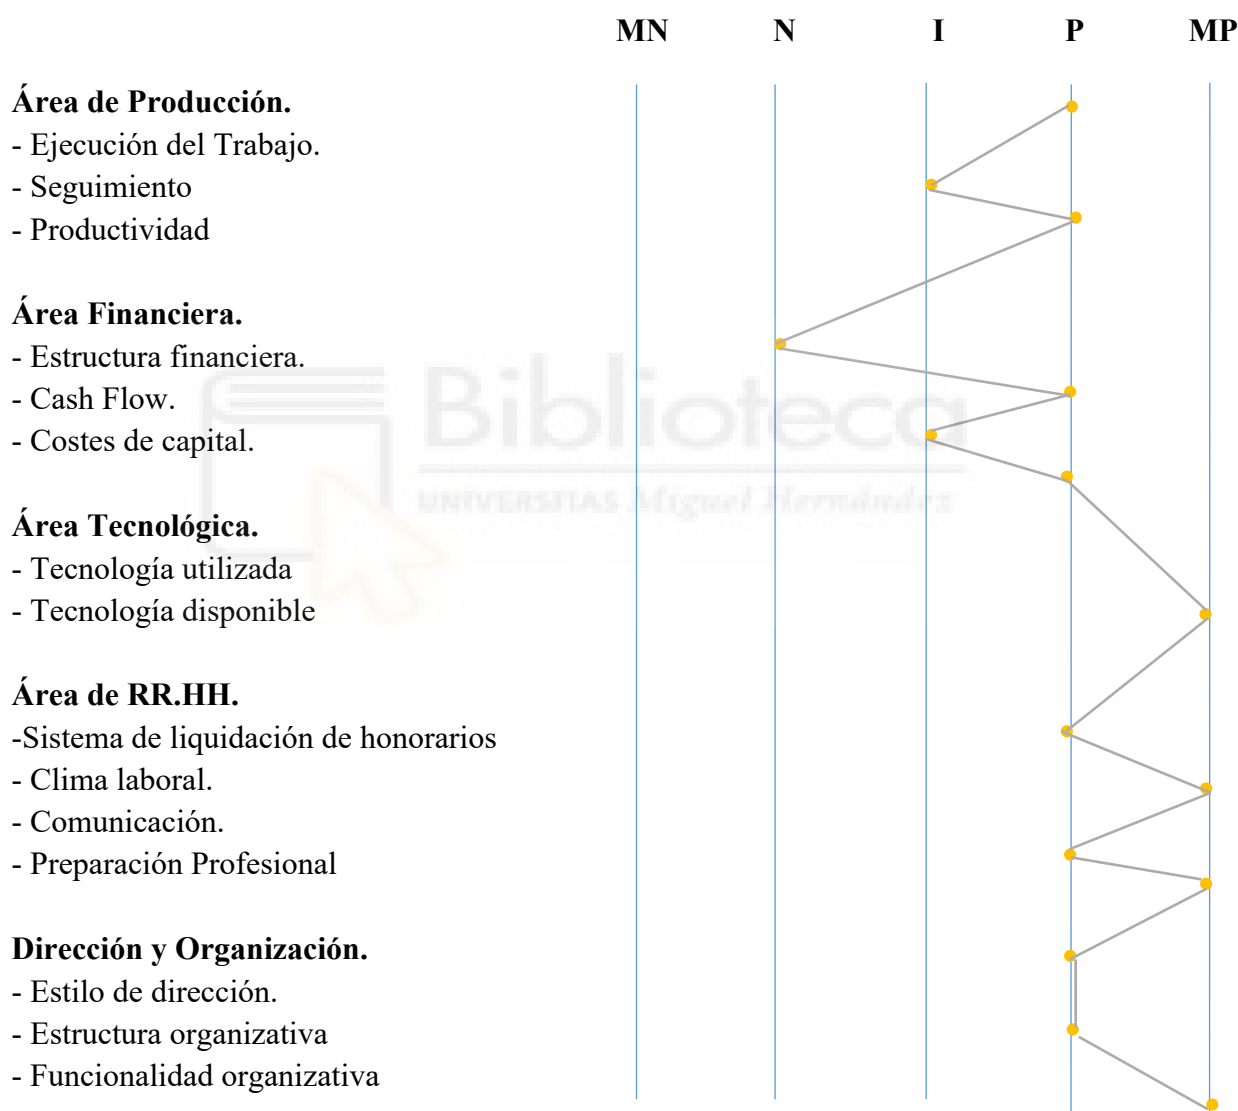 MN N I P MP
Área de Producción.
- Ejecución del Trabajo.
- Seguimiento
- Productividad
Área Financiera.
- Estructura financiera.
- Cash Flow.
- Costes de capital.
Biblioteca
UNIVERSITAS Miguel Hernández
Área Tecnológica.
- Tecnología utilizada
- Tecnología disponible
Área de RR.HH.
-Sistema de liquidación de honorarios
- Clima laboral.
- Comunicación.
- Preparación Profesional
Dirección y Organización.
- Estilo de dirección.
- Estructura organizativa
- Funcionalidad organizativa